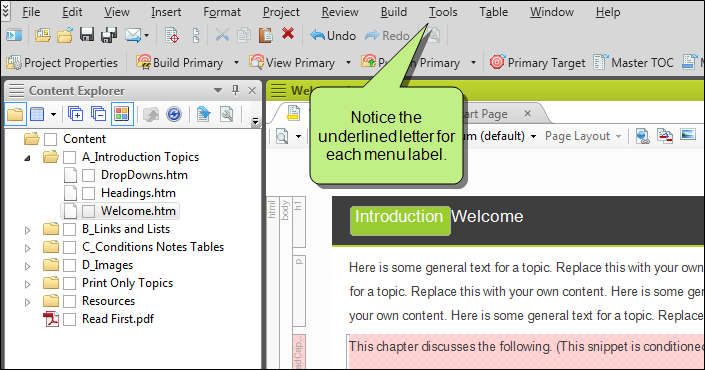 File Edit View Insert Format Project Review Build Tools Table Window Help
Undo Redo
Project Properties Build Primary View Primary Primary Primary Target Master TOC
Content Explorer
Notice the
underlined letter for
each menu label.
Content
A_Introduction Topics
DropDowns.htm
Headings.htm
Welcome.htm
B_Links and Lists
C_Conditions Notes Tables
D_Images
Print Only Topics
Resources
Read First.pdf
Page
(default) Page Layout
html
body
h1
p
Introduction Welcome
Here is some general text for a topic. Replace this with your own
for a topic. Replace this with your own content. Here is some
your own content. Here is some general text for a topic. Replace
This chapter discusses the following. (This snippet is conditioned